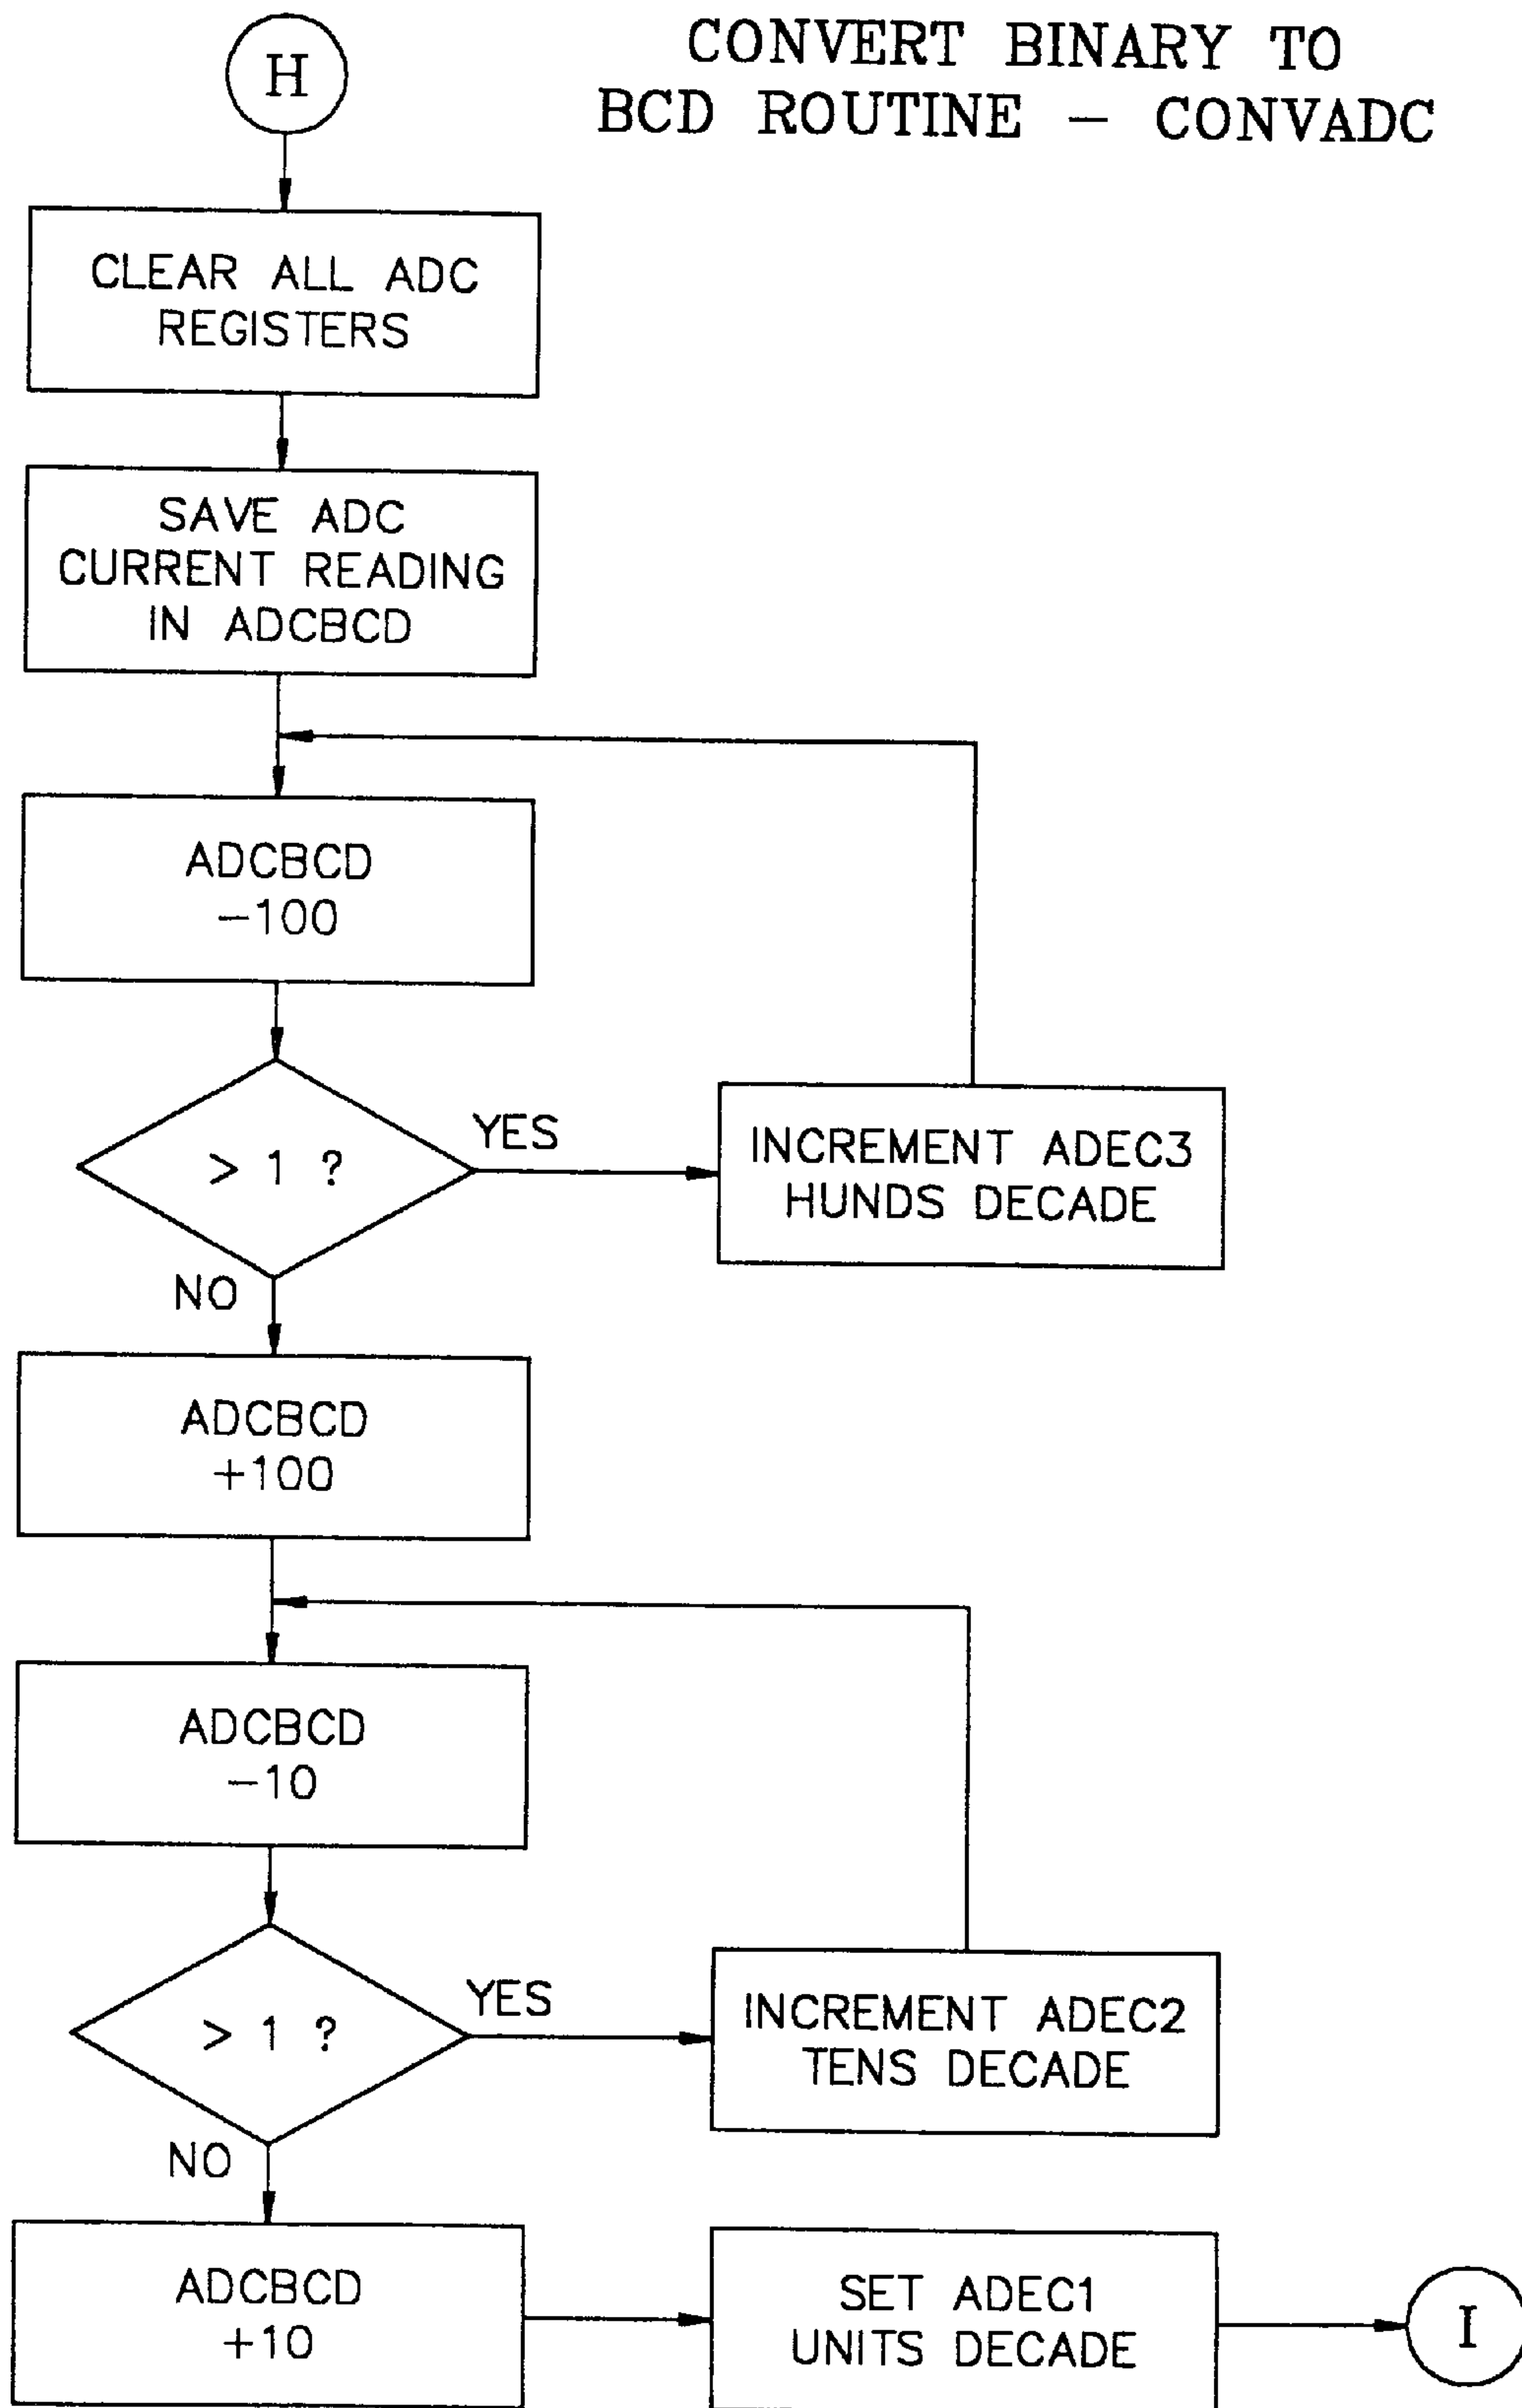 CONVERT BINARY TO
BCD ROUTINE – CONVADC
H
CLEAR ALL ADC
REGISTERS
SAVE ADC
CURRENT READING
IN ADCBCD
ADCBCD
–100
> 1 ?
YES
INCREMENT ADEC3
HUNDS DECADE
NO
ADCBCD
+100
ADCBCD
–10
> 1 ?
YES
INCREMENT ADEC2
TENS DECADE
NO
ADCBCD
+10
SET ADEC1
UNITS DECADE
I